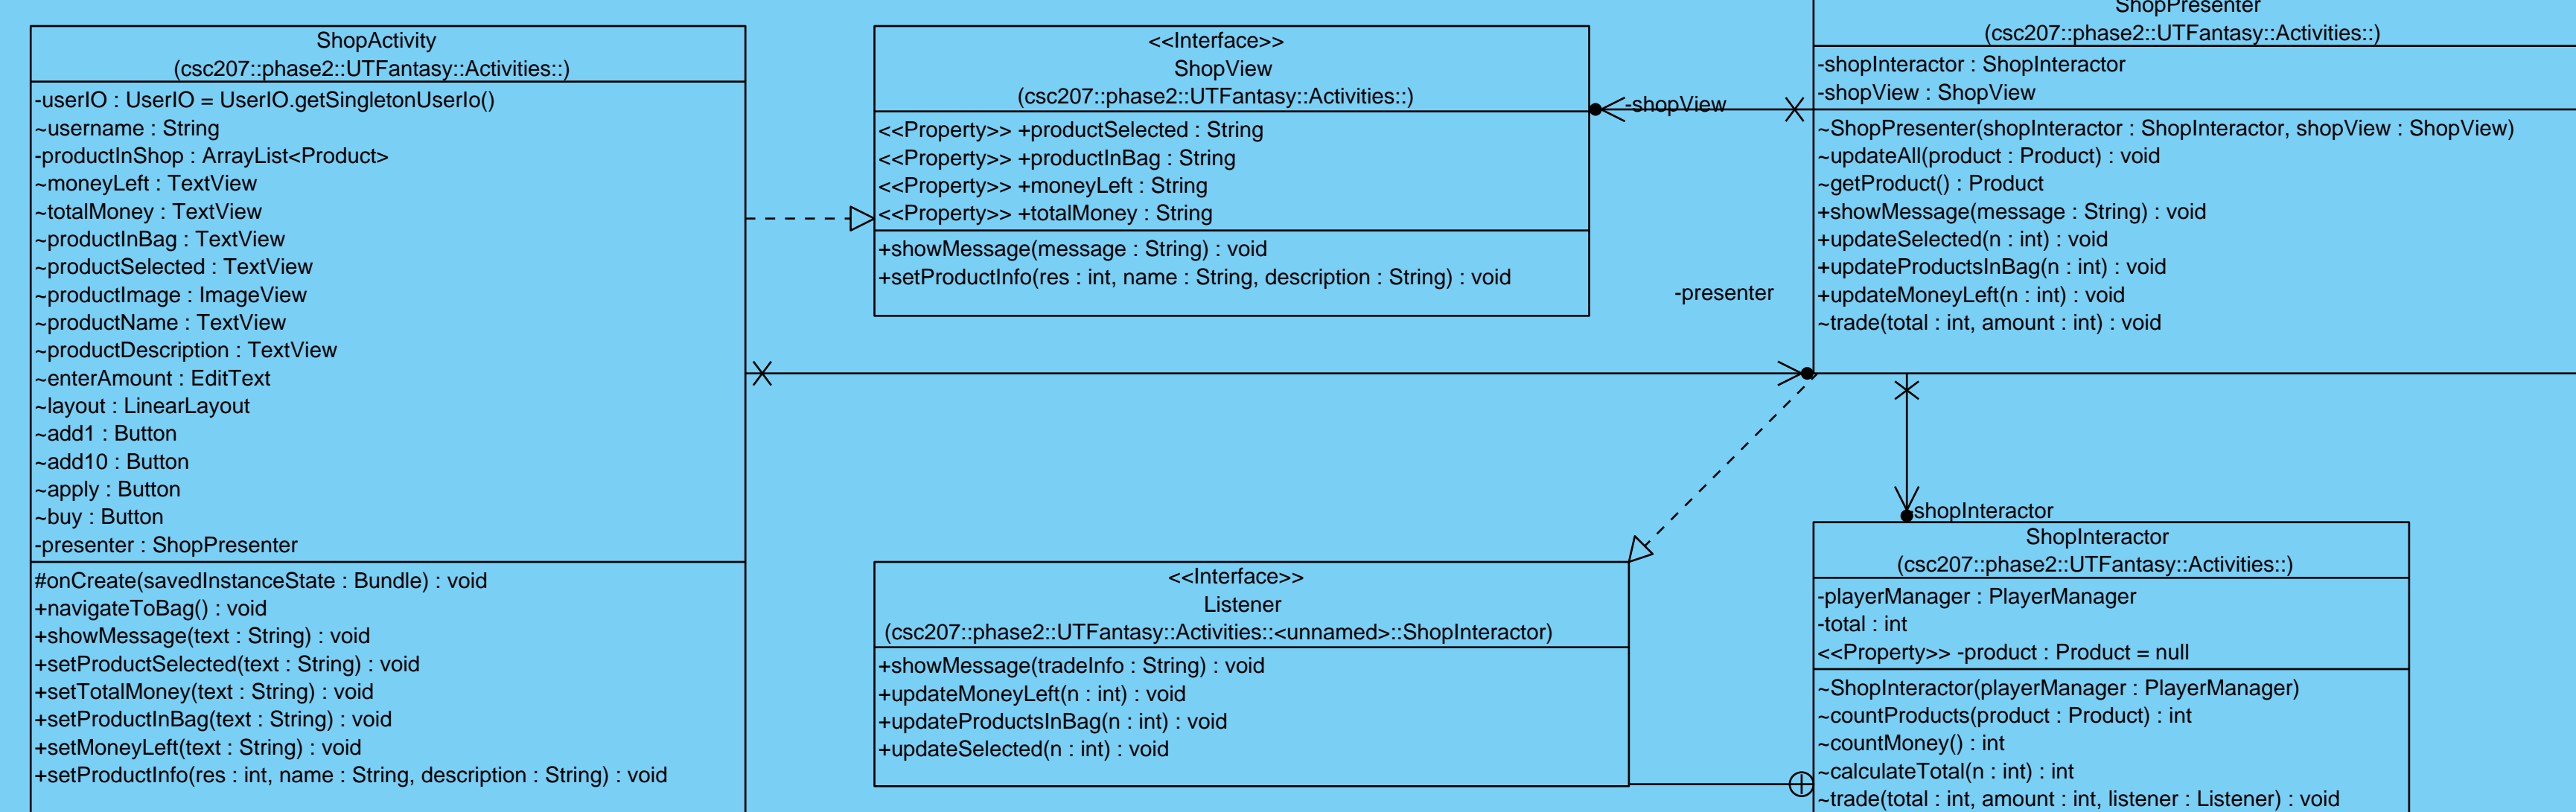 ShopActivity
(csc207::phase2::UTFantasy::Activities::)
-userIO : UserIO = UserIO.getSingletonUserIo()
~username : String
-productInShop : ArrayList<Product>
~moneyLeft : TextView
~totalMoney : TextView
~productInBag : TextView
~productSelected : TextView
~productImage : ImageView
~productName : TextView
~productDescription : TextView
~enterAmount : EditText
~layout : LinearLayout
~add1 : Button
~add10 : Button
~apply : Button
~buy : Button
-presenter : ShopPresenter
#onCreate(savedInstanceState : Bundle) : void
+navigateToBag() : void
+showMessage(text : String) : void
+setProductSelected(text : String) : void
+setTotalMoney(text : String) : void
+setProductInBag(text : String) : void
+setMoneyLeft(text : String) : void
+setProductInfo(res : int, name : String, description : String) : void
<<Interface>>
ShopView
(csc207::phase2::UTFantasy::Activities::)
<<Property>> +productSelected : String
<<Property>> +productInBag : String
<<Property>> +moneyLeft : String
<<Property>> +totalMoney : String
+showMessage(message : String) : void
+setProductInfo(res : int, name : String, description : String) : void
-shopView
-presenter
ShopPresenter
(csc207::phase2::UTFantasy::Activities::)
-shopInteractor : ShopInteractor
-shopView : ShopView
~ShopPresenter(shopInteractor : ShopInteractor, shopView : ShopView)
~updateAll(product : Product) : void
~getProduct() : Product
+showMessage(message : String) : void
+updateSelected(n : int) : void
+updateProductsInBag(n : int) : void
+updateMoneyLeft(n : int) : void
~trade(total : int, amount : int) : void
<<Interface>>
Listener
(csc207::phase2::UTFantasy::Activities::<unnamed>::ShopInteractor)
+showMessage(tradeInfo : String) : void
+updateMoneyLeft(n : int) : void
+updateProductsInBag(n : int) : void
+updateSelected(n : int) : void
-shopInteractor
ShopInteractor
(csc207::phase2::UTFantasy::Activities::)
-playerManager : PlayerManager
-total : int
<<Property>> -product : Product = null
~ShopInteractor(playerManager : PlayerManager)
~countProducts(product : Product) : int
~countMoney() : int
~calculateTotal(n : int) : int
~trade(total : int, amount : int, listener : Listener) : void